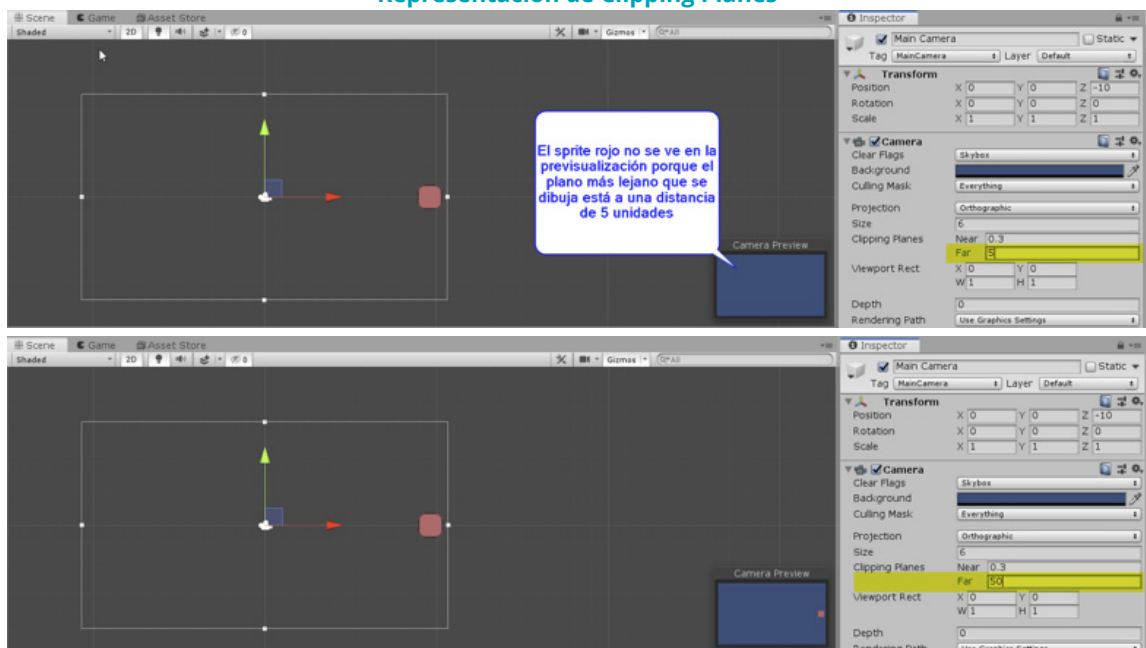 Representación de Clipping Planes
Scene Game Asset Store
Shaded 2D 0 Gizmos All
El sprite rojo no se ve en la
previsualización porque el
plano más lejano que se
dibuja está a una distancia
de 5 unidades
Camera Preview
Inspector
Main Camera Static
Tag MainCamera Layer Default
Transform
Position X 0 Y 0 Z -10
Rotation X 0 Y 0 Z 0
Scale X 1 Y 1 Z 1
Camera
Clear Flags Skybox
Background
Culling Mask Everything
Projection Orthographic
Size 6
Clipping Planes Near 0.3
Far 5
Viewport Rect X 0 Y 0
W 1 H 1
Depth 0
Rendering Path Use Graphics Settings
Scene Game Asset Store
Shaded 2D 0 Gizmos All
Camera Preview
Inspector
Main Camera Static
Tag MainCamera Layer Default
Transform
Position X 0 Y 0 Z -10
Rotation X 0 Y 0 Z 0
Scale X 1 Y 1 Z 1
Camera
Clear Flags Skybox
Background
Culling Mask Everything
Projection Orthographic
Size 6
Clipping Planes Near 0.3
Far 50
Viewport Rect X 0 Y 0
W 1 H 1
Depth 0
Rendering Path Use Graphics Settings